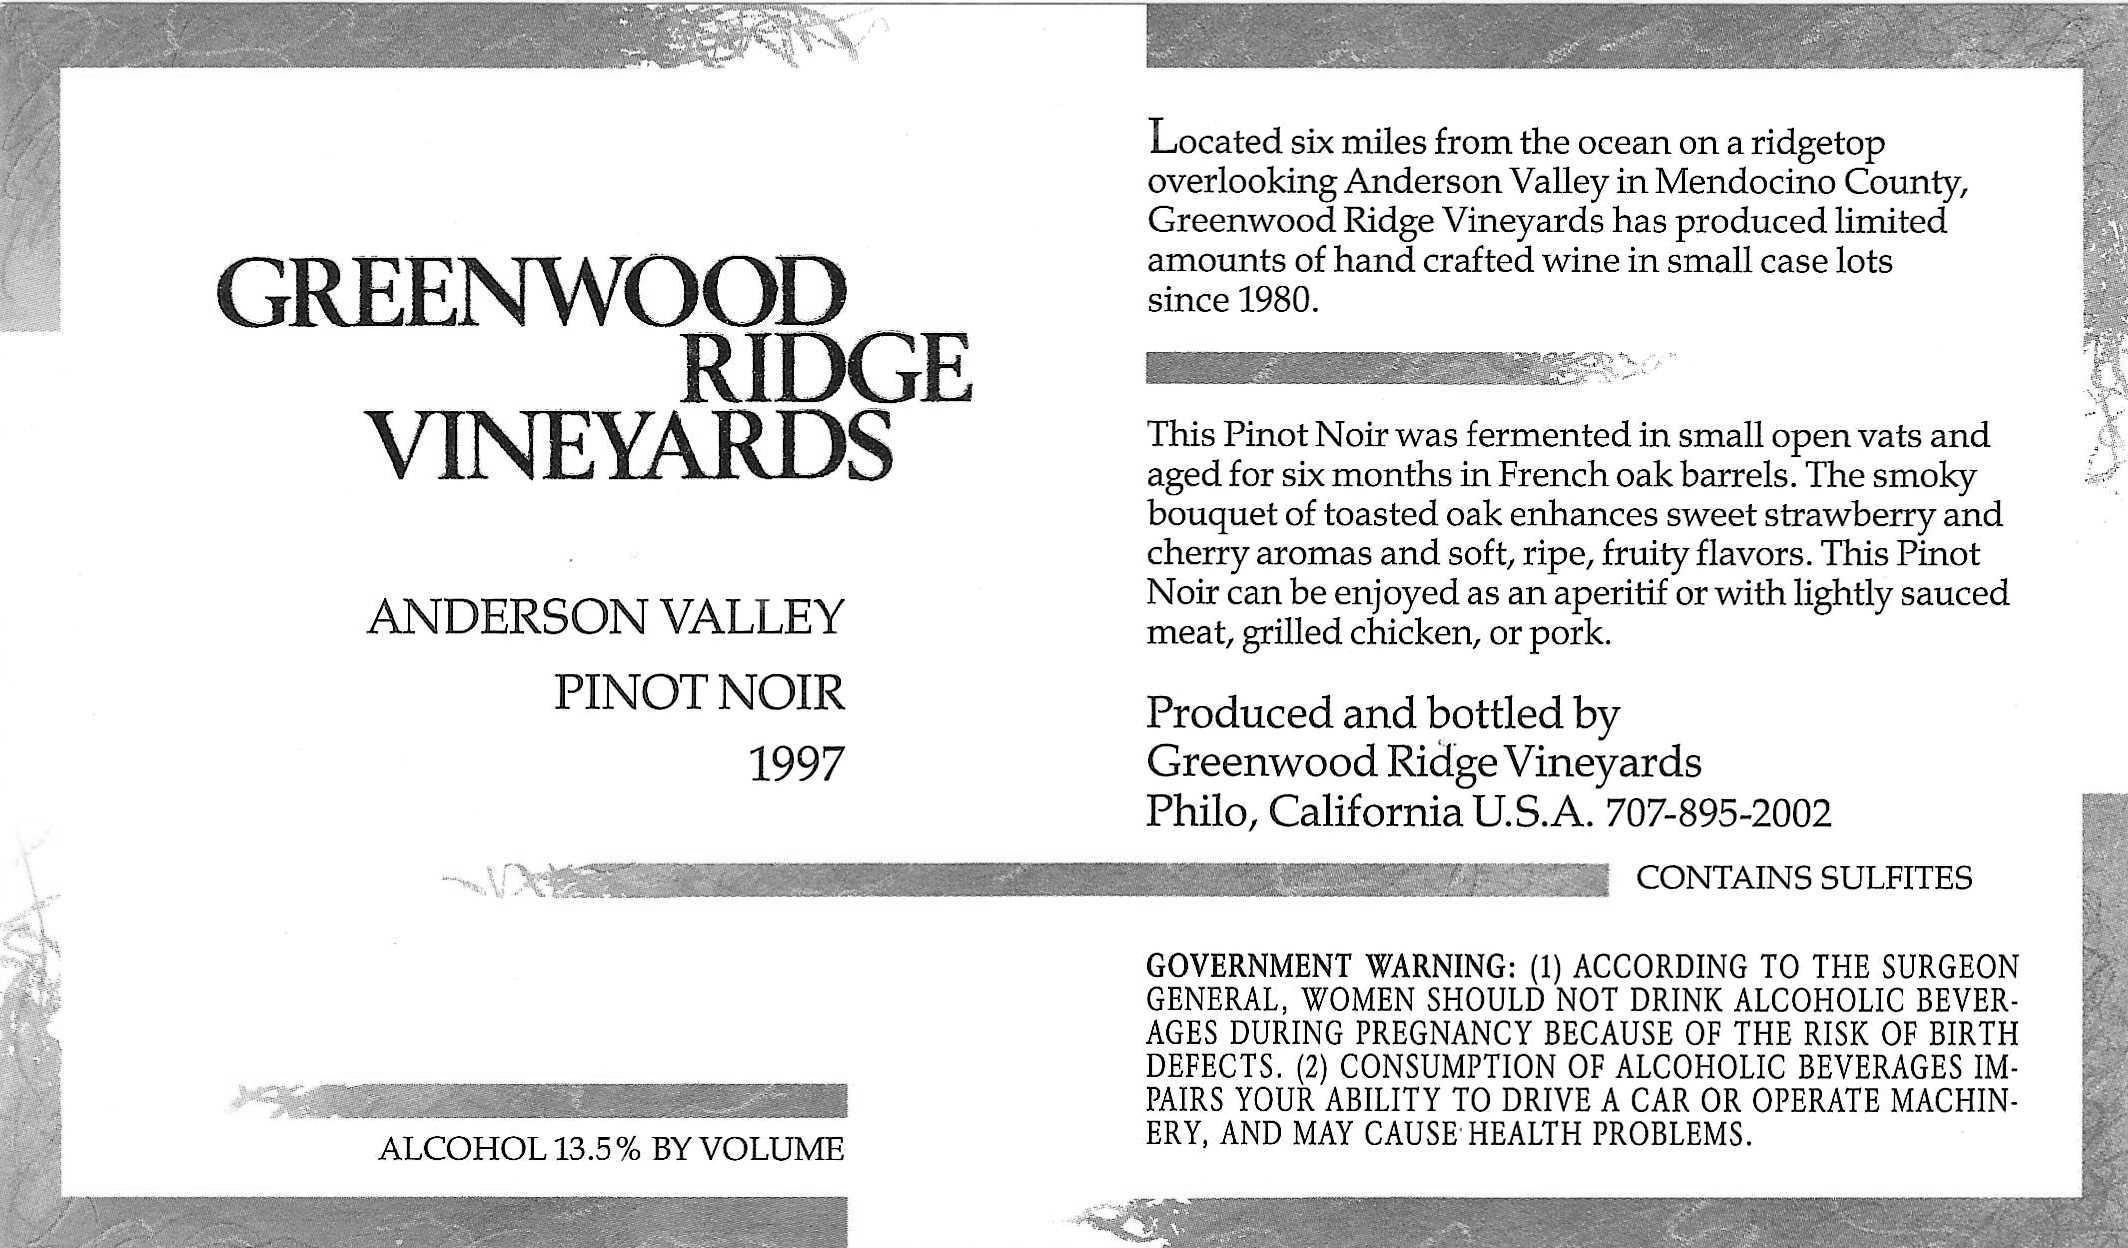 GREENWOOD
RIDGE
VINEYARDS
ANDERSON VALLEY
PINOT NOIR
1997
ALCOHOL 13.5% BY VOLUME
Located six miles from the ocean on a ridgetop
overlooking Anderson Valley in Mendocino County,
Greenwood Ridge Vineyards has produced limited
amounts of hand crafted wine in small case lots
since 1980.
This Pinot Noir was fermented in small open vats and
aged for six months in French oak barrels. The smoky
bouquet of toasted oak enhances sweet strawberry and
cherry aromas and soft, ripe, fruity flavors. This Pinot
Noir can be enjoyed as an aperitif or with lightly sauced
meat, grilled chicken, or pork.
Produced and bottled by
Greenwood Ridge Vineyards
Philo, California U.S.A. 707-895-2002
CONTAINS SULFITES
GOVERNMENT WARNING: (1) ACCORDING TO THE SURGEON
GENERAL, WOMEN SHOULD NOT DRINK ALCOHOLIC BEVER-
AGES DURING PREGNANCY BECAUSE OF THE RISK OF BIRTH
DEFECTS. (2) CONSUMPTION OF ALCOHOLIC BEVERAGES IM-
PAIRS YOUR ABILITY TO DRIVE A CAR OR OPERATE MACHIN-
ERY, AND MAY CAUSE HEALTH PROBLEMS.